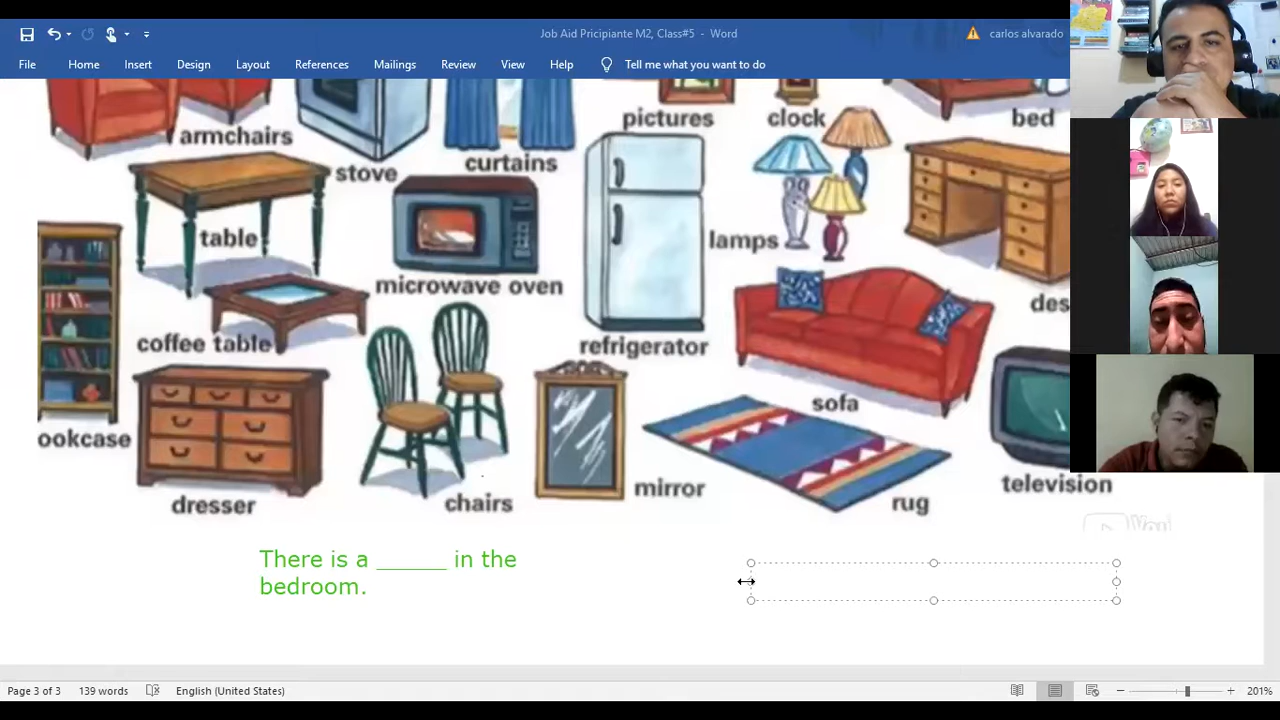 Job Aid Pricipiante M2, Class#5 - Word
carlos alvarado
File Home Insert Design Layout References Mailings Review View Help Tell me what you want to do
armchairs
stove
curtains
pictures
clock
bed
table
microwave oven
lamps
coffee table
refrigerator
des
sofa
ookcase
dresser
chairs
mirror
rug
television
You
There is a ______ in the
bedroom.
Page 3 of 3 139 words English (United States) 201%